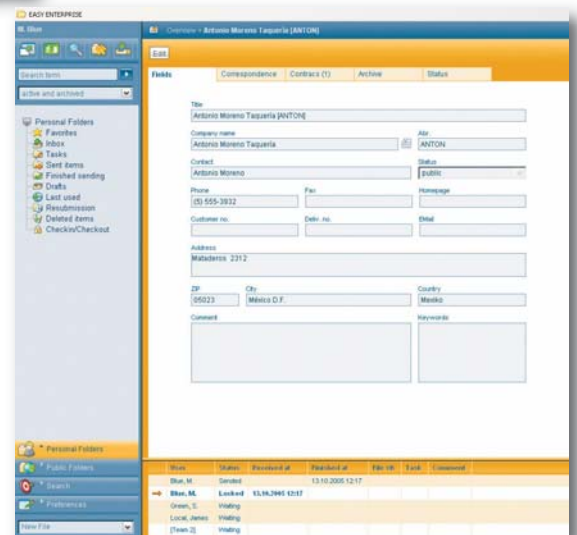 EASY ENTERPRISE
M. Blue
Overview > Antonio Moreno Taquería [ANTON]
Edit
Search term
active and archived
Personal Folders
Favorites
Inbox
Tasks
Sent items
Finished sending
Drafts
Last used
Resubmission
Deleted items
Checkin/Checkout
Fields Correspondence Contracs (1) Archive Status
Title
Antonio Moreno Taquería [ANTON]
Company name Abr.
Antonio Moreno Taquería ANTON
Contact Status
Antonio Moreno public
Phone Fax Homepage
(5) 555-3932
Customer no. Debv. no. EMail
Address
Mataderos 2312
ZIP City Country
05023 México D.F. Mexiko
Comment Keywords
Personal Folders
Public Folders
Search
Preferences
New File
User Status Received at Finished at File nr. Task Comment
Blue, M. Sended 13.10.2005 12:17
Blue, M. Locked 13.10.2005 12:17
Green, S. Waiting
Local, James Waiting
[Team 2] Waiting